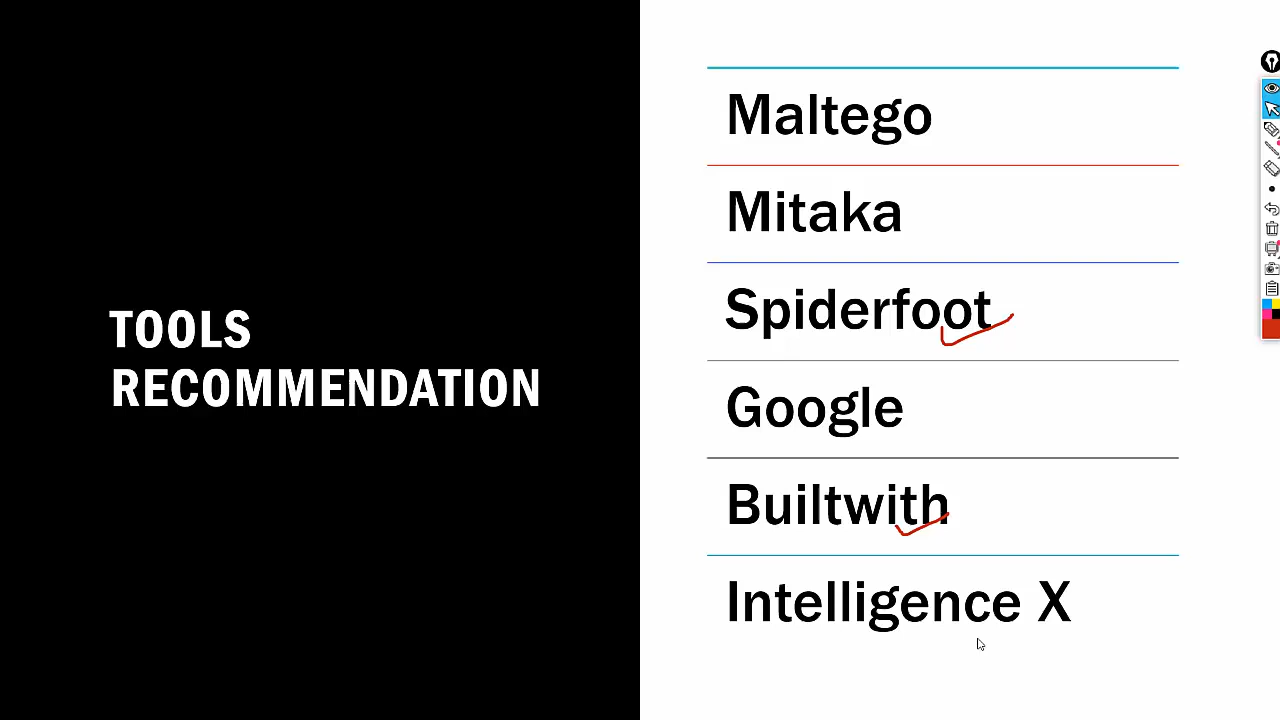 TOOLS
RECOMMENDATION
Maltego
Mitaka
Spiderfoot
Google
Builtwith
Intelligence X